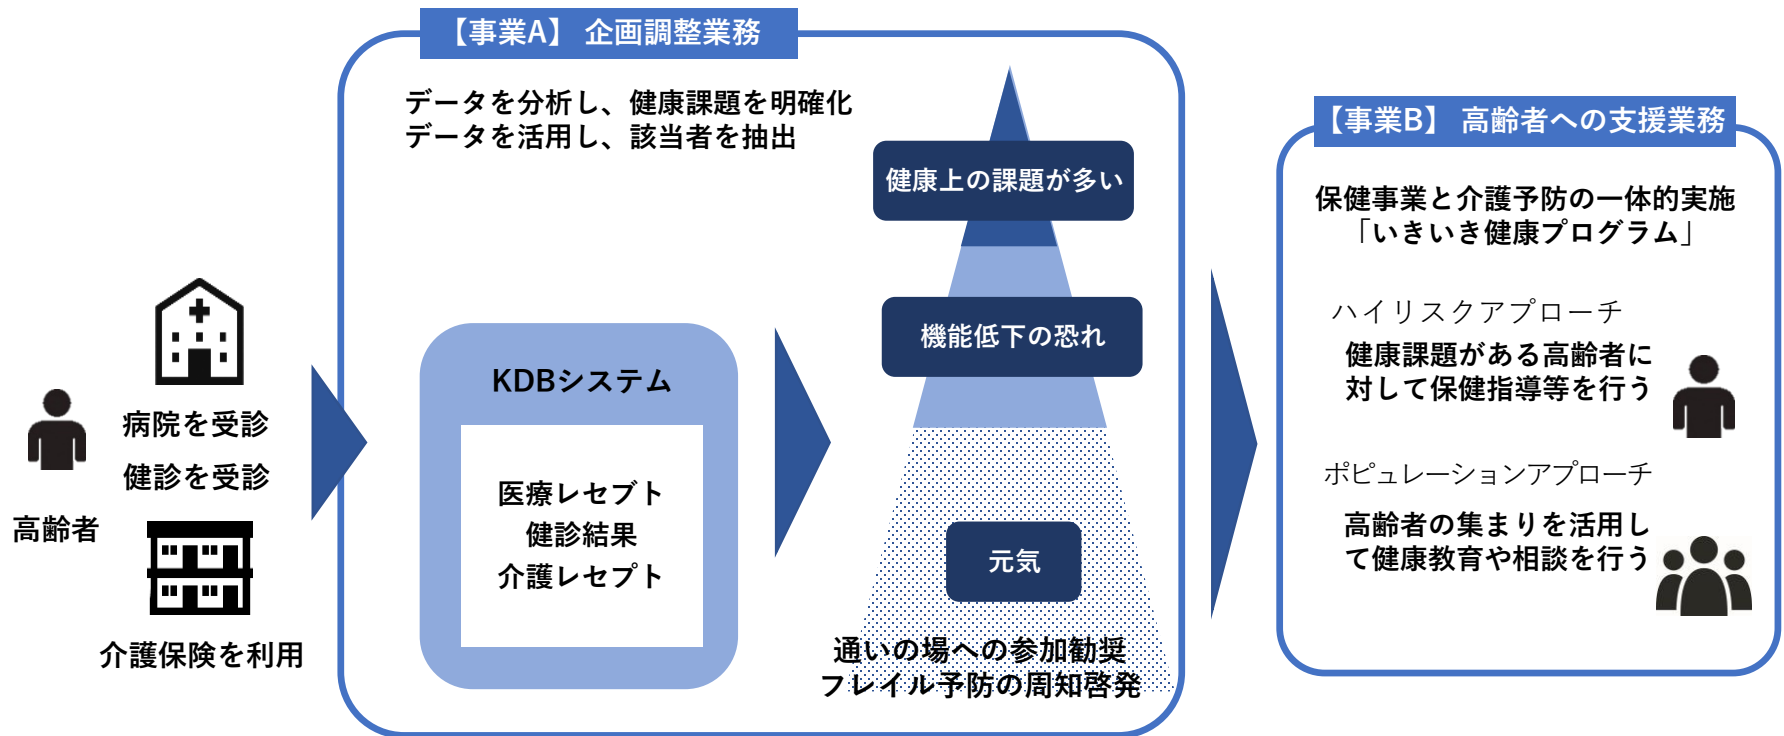 【事業A】 企画調整業務
データを分析し、健康課題を明確化
データを活用し、該当者を抽出
高齢者
病院を受診
健診を受診
介護保険を利用
KDBシステム
医療レセプト
健診結果
介護レセプト
健康上の課題が多い
機能低下の恐れ
元気
通いの場への参加勧奨
フレイル予防の周知啓発
【事業B】 高齢者への支援業務
保健事業と介護予防の一体的実施
「いきいき健康プログラム」
ハイリスクアプローチ
健康課題がある高齢者に
対して保健指導等を行う
ポピュレーションアプローチ
高齢者の集まりを活用し
て健康教育や相談を行う